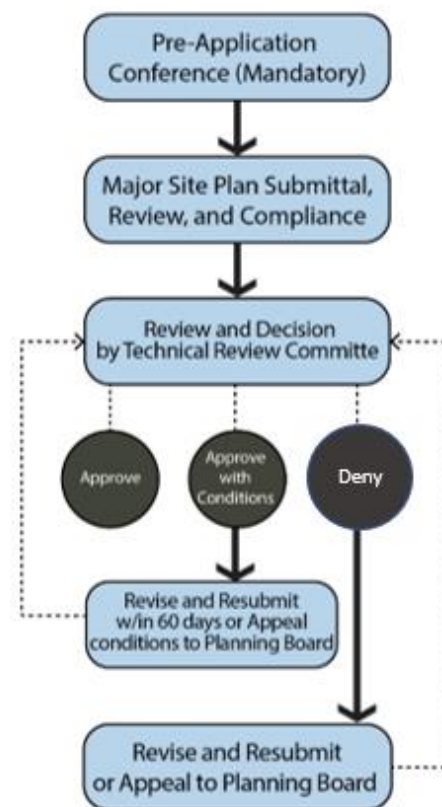 Pre-Application
Conference (Mandatory)
Major Site Plan Submittal,
Review, and Compliance
Review and Decision
by Technical Review Committe
Approve
Approve
with
Conditions
Deny
Revise and Resubmit
w/in 60 days or Appeal
conditions to Planning Board
Revise and Resubmit
or Appeal to Planning Board